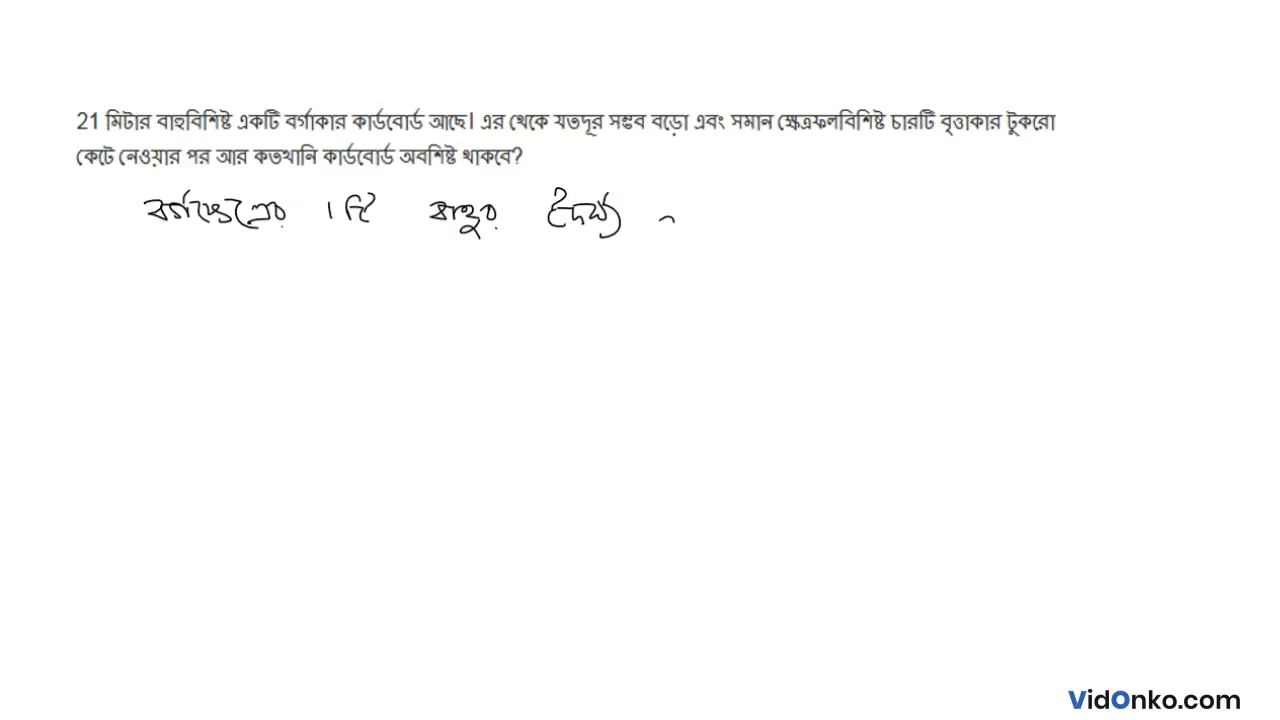 21 মিটার বাহুবিশিষ্ট একটি বর্গাকার কার্ডবোর্ড আছে। এর থেকে যতদূর সম্ভব বড়ো এবং সমান ক্ষেত্রফলবিশিষ্ট চারটি বৃত্তাকার টুকরো
কেটে নেওয়ার পর আর কতখানি কার্ডবোর্ড অবশিষ্ট থাকবে?
বর্গক্ষেত্রের ১টি বাহুর দৈর্ঘ্য
VidOnko.com